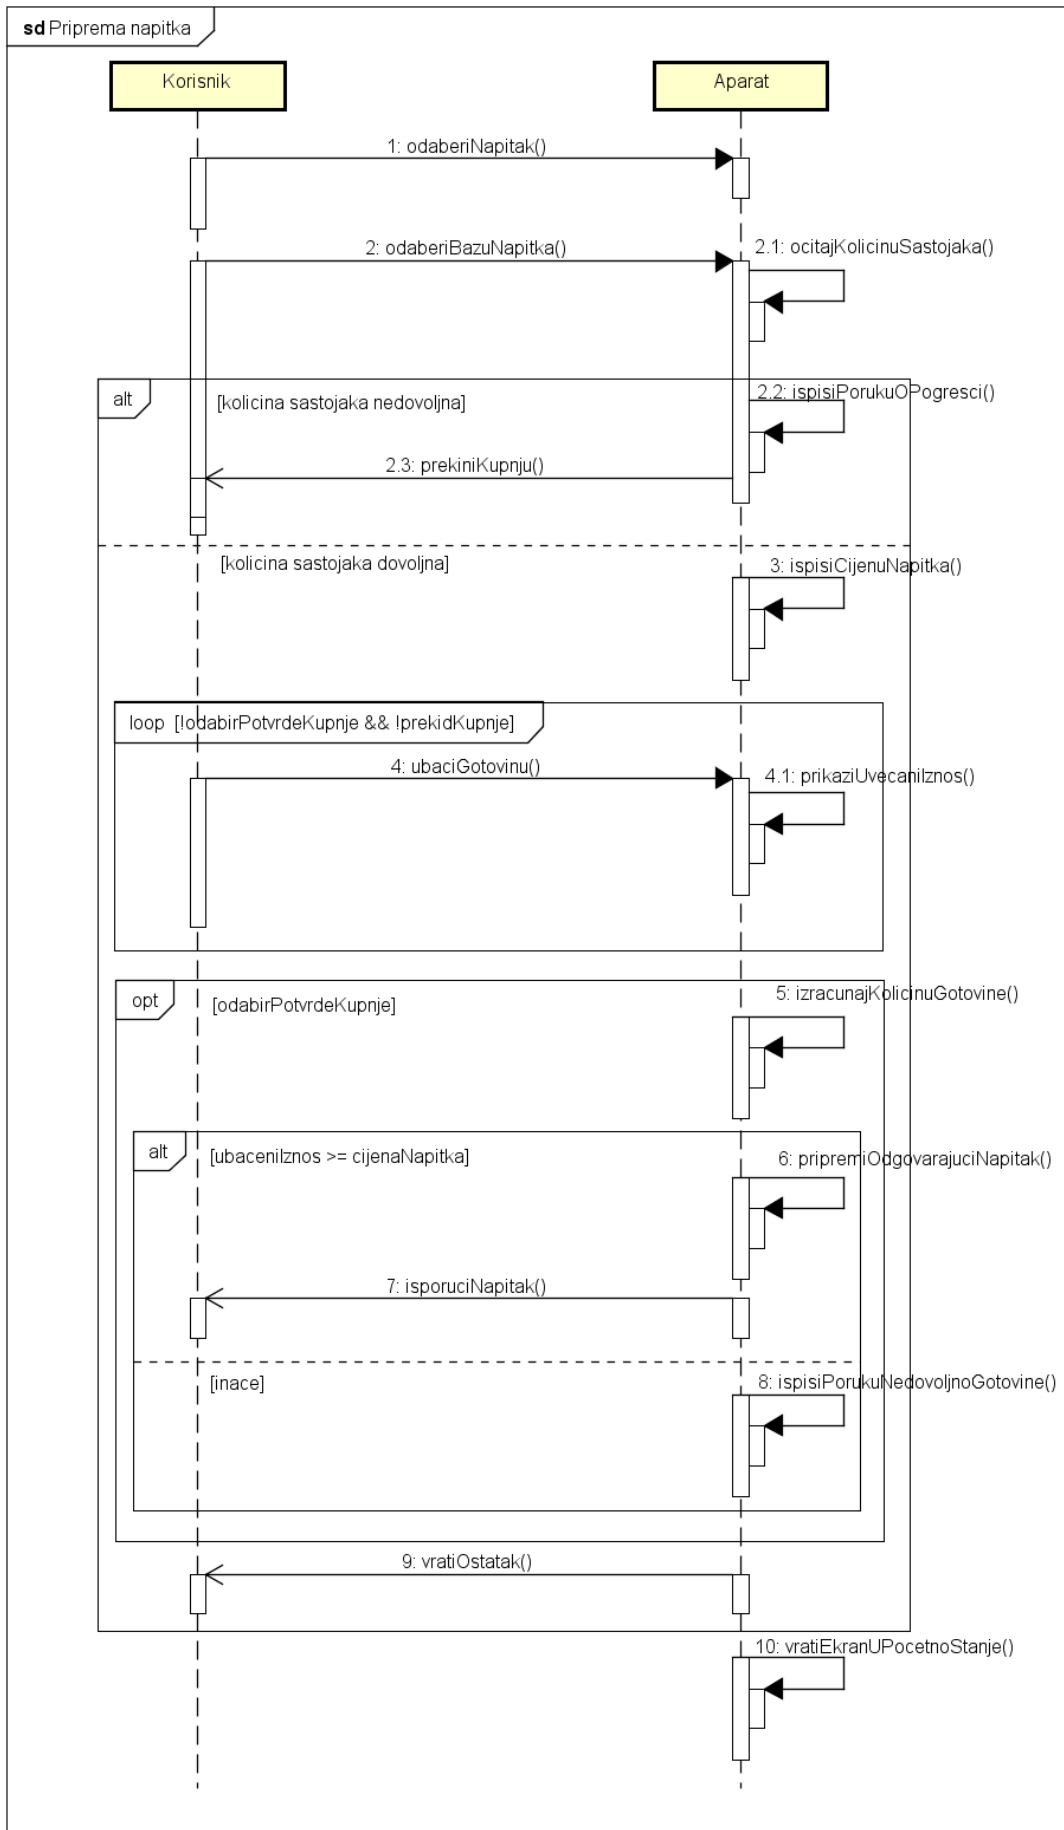 sd Priprema napitka
Korisnik
Aparat
1: odaberiNapitak()
2: odaberiBazuNapitka()
2.1: ocitajKolicinuSastojaka()
alt
[kolicina sastojaka nedovoljna]
2.2: ispisiPorukuOPogresci()
2.3: prekiniKupnju()
[kolicina sastojaka dovoljna]
3: ispisiCijenuNapitka()
loop [!odabirPotvrdeKupnje && !prekidKupnje]
4: ubaciGotovinu()
4.1: prikaziUvecaniIznos()
opt
[odabirPotvrdeKupnje]
5: izracunajKolicinuGotovine()
alt
[ubaceniIznos >= cijenaNapitka]
6: pripremiOdgovarajuciNapitak()
7: isporuciNapitak()
[inace]
8: ispisiPorukuNedovoljnoGotovine()
9: vratiOstatak()
10: vratiEkranUPocetnoStanje()